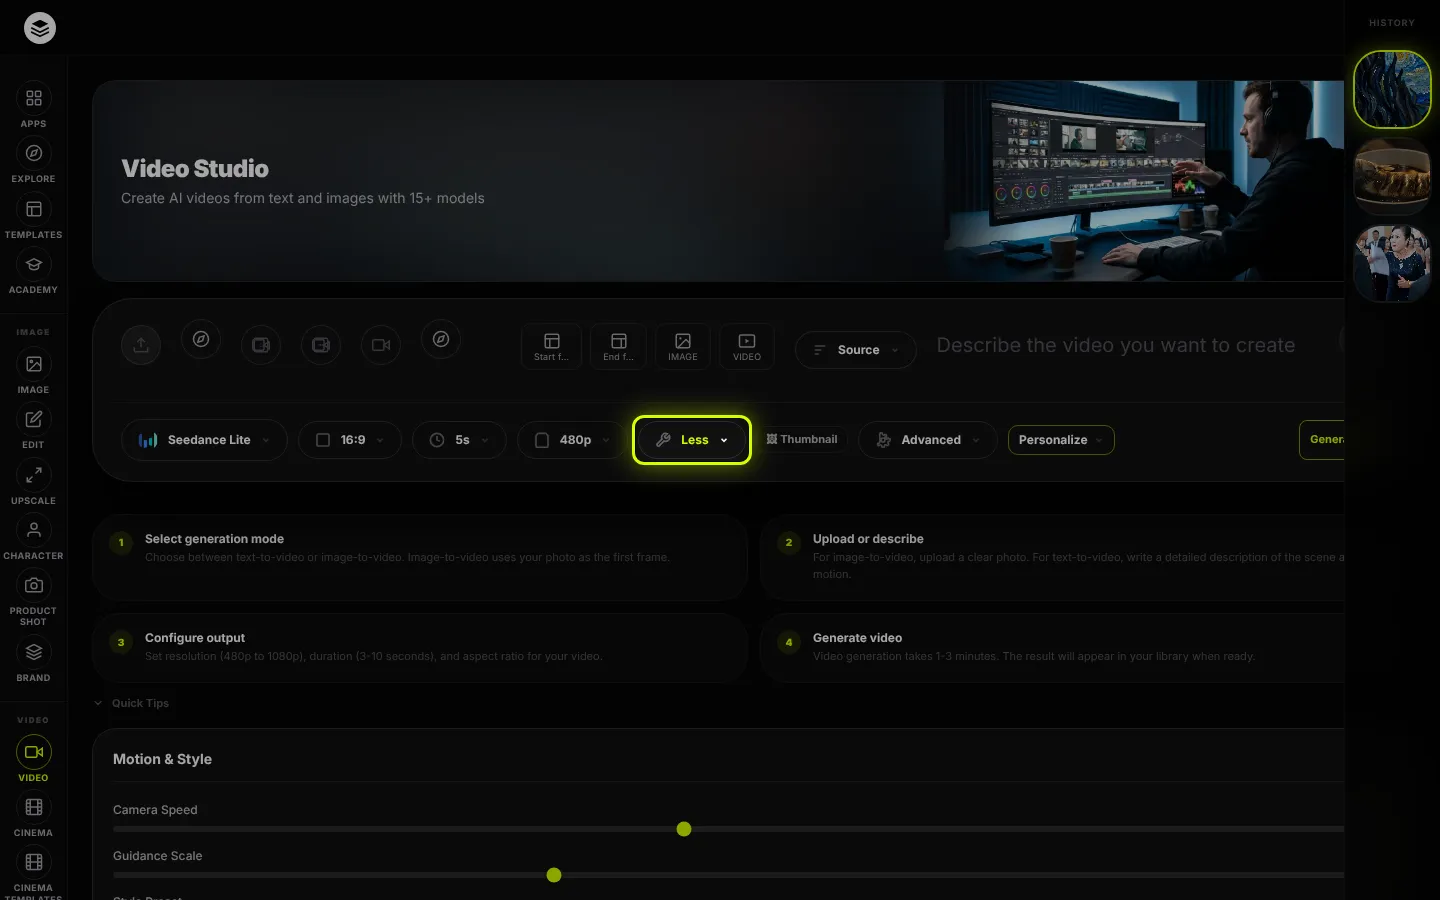 HISTORY
APPS
EXPLORE
TEMPLATES
ACADEMY
IMAGE
IMAGE
EDIT
UPSCALE
CHARACTER
PRODUCT
SHOT
BRAND
VIDEO
VIDEO
CINEMA
CINEMA
TEMPLATES
Video Studio
Create AI videos from text and images with 15+ models
Start f...
End f...
IMAGE
VIDEO
Source
Describe the video you want to create
Seedance Lite
16:9
5s
480p
Less
Thumbnail
Advanced
Personalize
Genera
1
Select generation mode
Choose between text-to-video or image-to-video. Image-to-video uses your photo as the first frame.
2
Upload or describe
For image-to-video, upload a clear photo. For text-to-video, write a detailed description of the scene a
motion.
3
Configure output
Set resolution (480p to 1080p), duration (3-10 seconds), and aspect ratio for your video.
4
Generate video
Video generation takes 1-3 minutes. The result will appear in your library when ready.
Quick Tips
Motion & Style
Camera Speed
Guidance Scale
Style Preset